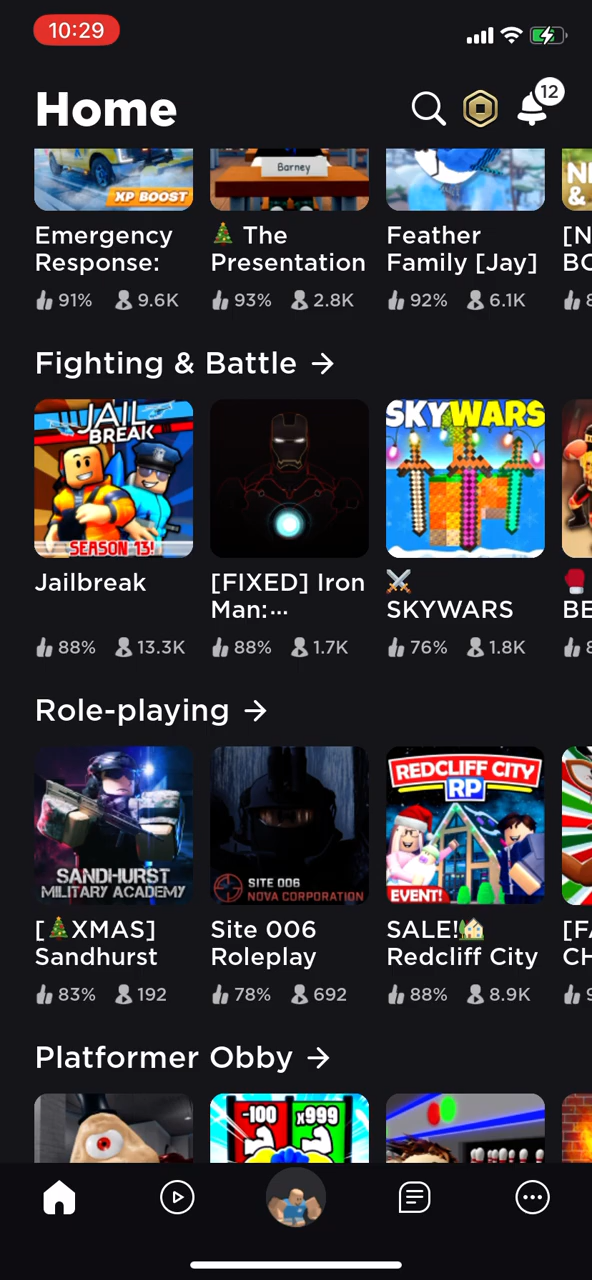 10:29
Home
12
XP BOOST
Barney
Emergency
Response:
🎄 The
Presentation
Feather
Family [Jay]
91%
9.6K
93%
2.8K
92%
6.1K
Fighting & Battle →
JAIL
BREAK
SEASON 13!
SKYWARS
Jailbreak
[FIXED] Iron
Man:...
⚔️
SKYWARS
88%
13.3K
88%
1.7K
76%
1.8K
Role-playing →
SANDHURST
MILITARY ACADEMY
SITE 006
NOVA CORPORATION
REDCLIFF CITY
RP
EVENT!
[🎄XMAS]
Sandhurst
Site 006
Roleplay
SALE!🏡
Redcliff City
83%
192
78%
692
88%
8.9K
Platformer Obby →
-100
x999